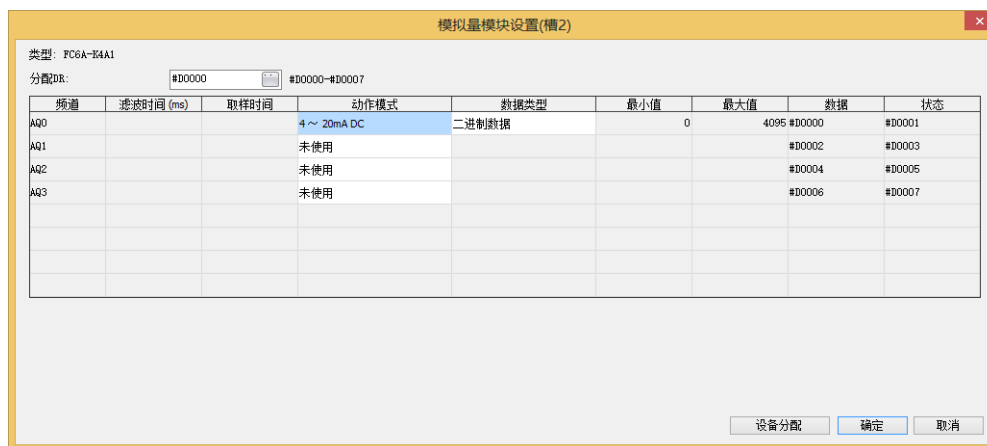 模拟量模块设置(槽2)
类型: FC6A-K4A1
分配DR: #D0000 #D0000-#D0007
频道 滤波时间 (ms) 取样时间 动作模式 数据类型 最小值 最大值 数据 状态
AQ0 4 ～ 20mA DC 二进制数据 0 4095 #D0000 #D0001
AQ1 未使用 #D0002 #D0003
AQ2 未使用 #D0004 #D0005
AQ3 未使用 #D0006 #D0007
设备分配 确定 取消